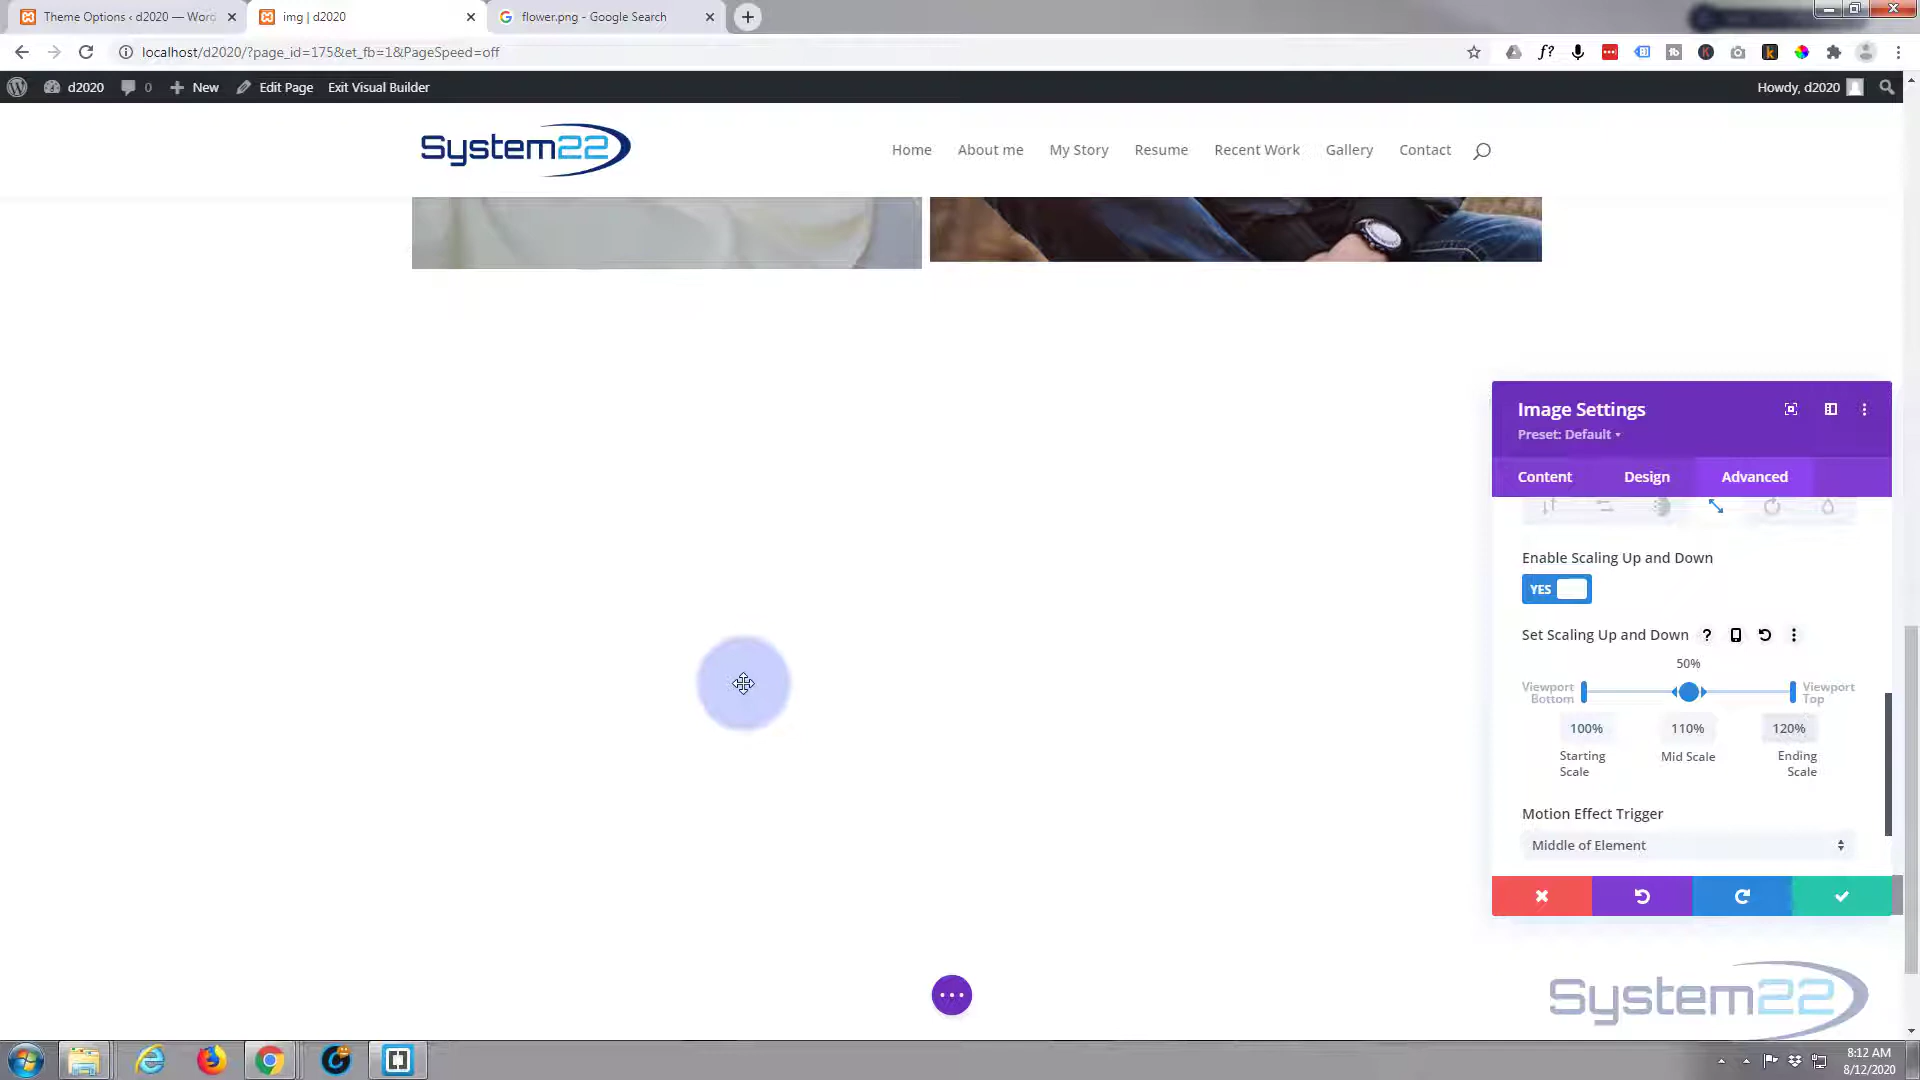 Theme Options ‹ d2020 — Word
img | d2020
flower.png - Google Search
localhost/d2020/?page_id=175&et_fb=1&PageSpeed=off
d2020
0
New
Edit Page
Exit Visual Builder
Howdy, d2020
System22
Home
About me
My Story
Resume
Recent Work
Gallery
Contact
Image Settings
Preset: Default
Content
Design
Advanced
Enable Scaling Up and Down
YES
Set Scaling Up and Down
50%
Viewport Bottom
Viewport Top
100%
110%
120%
Starting Scale
Mid Scale
Ending Scale
Motion Effect Trigger
Middle of Element
System22
8:12 AM
8/12/2020